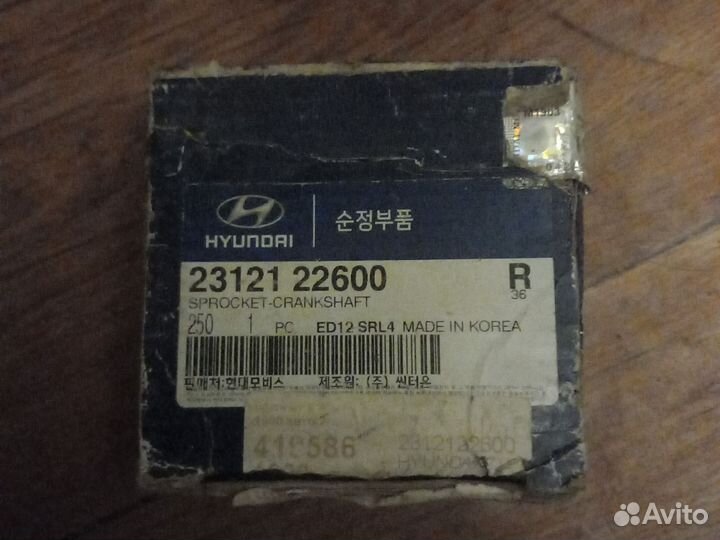 HYUNDAI
순정부품
23121 22600 R
SPROCKET-CRANKSHAFT 36
250 1 PC. ED12 SRL4 MADE IN KOREA
판매처:현대모비스 제조원: (주) 씬터온
2312122600
HYUNDAI
Avito